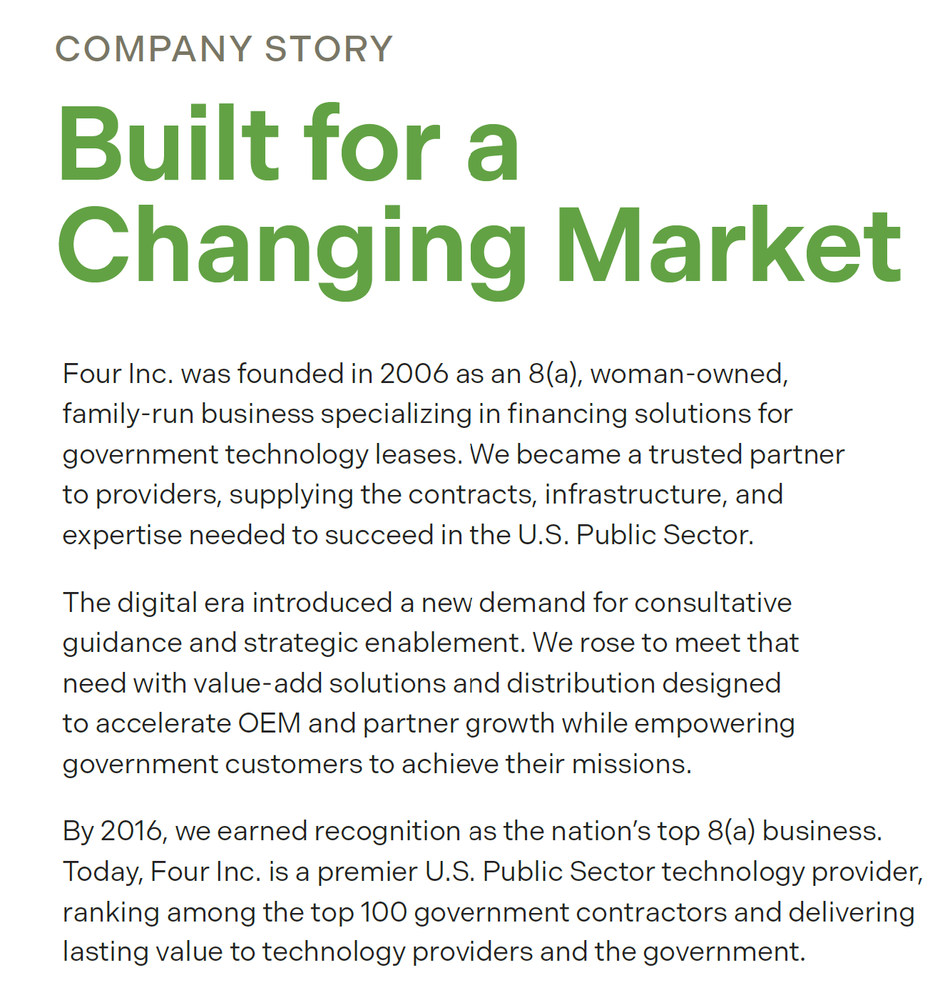 COMPANY STORY
Built for a
Changing Market
Four Inc. was founded in 2006 as an 8(a), woman-owned,
family-run business specializing in financing solutions for
government technology leases. We became a trusted partner
to providers, supplying the contracts, infrastructure, and
expertise needed to succeed in the U.S. Public Sector.
The digital era introduced a new demand for consultative
guidance and strategic enablement. We rose to meet that
need with value-add solutions and distribution designed
to accelerate OEM and partner growth while empowering
government customers to achieve their missions.
By 2016, we earned recognition as the nation’s top 8(a) business.
Today, Four Inc. is a premier U.S. Public Sector technology provider,
ranking among the top 100 government contractors and delivering
lasting value to technology providers and the government.